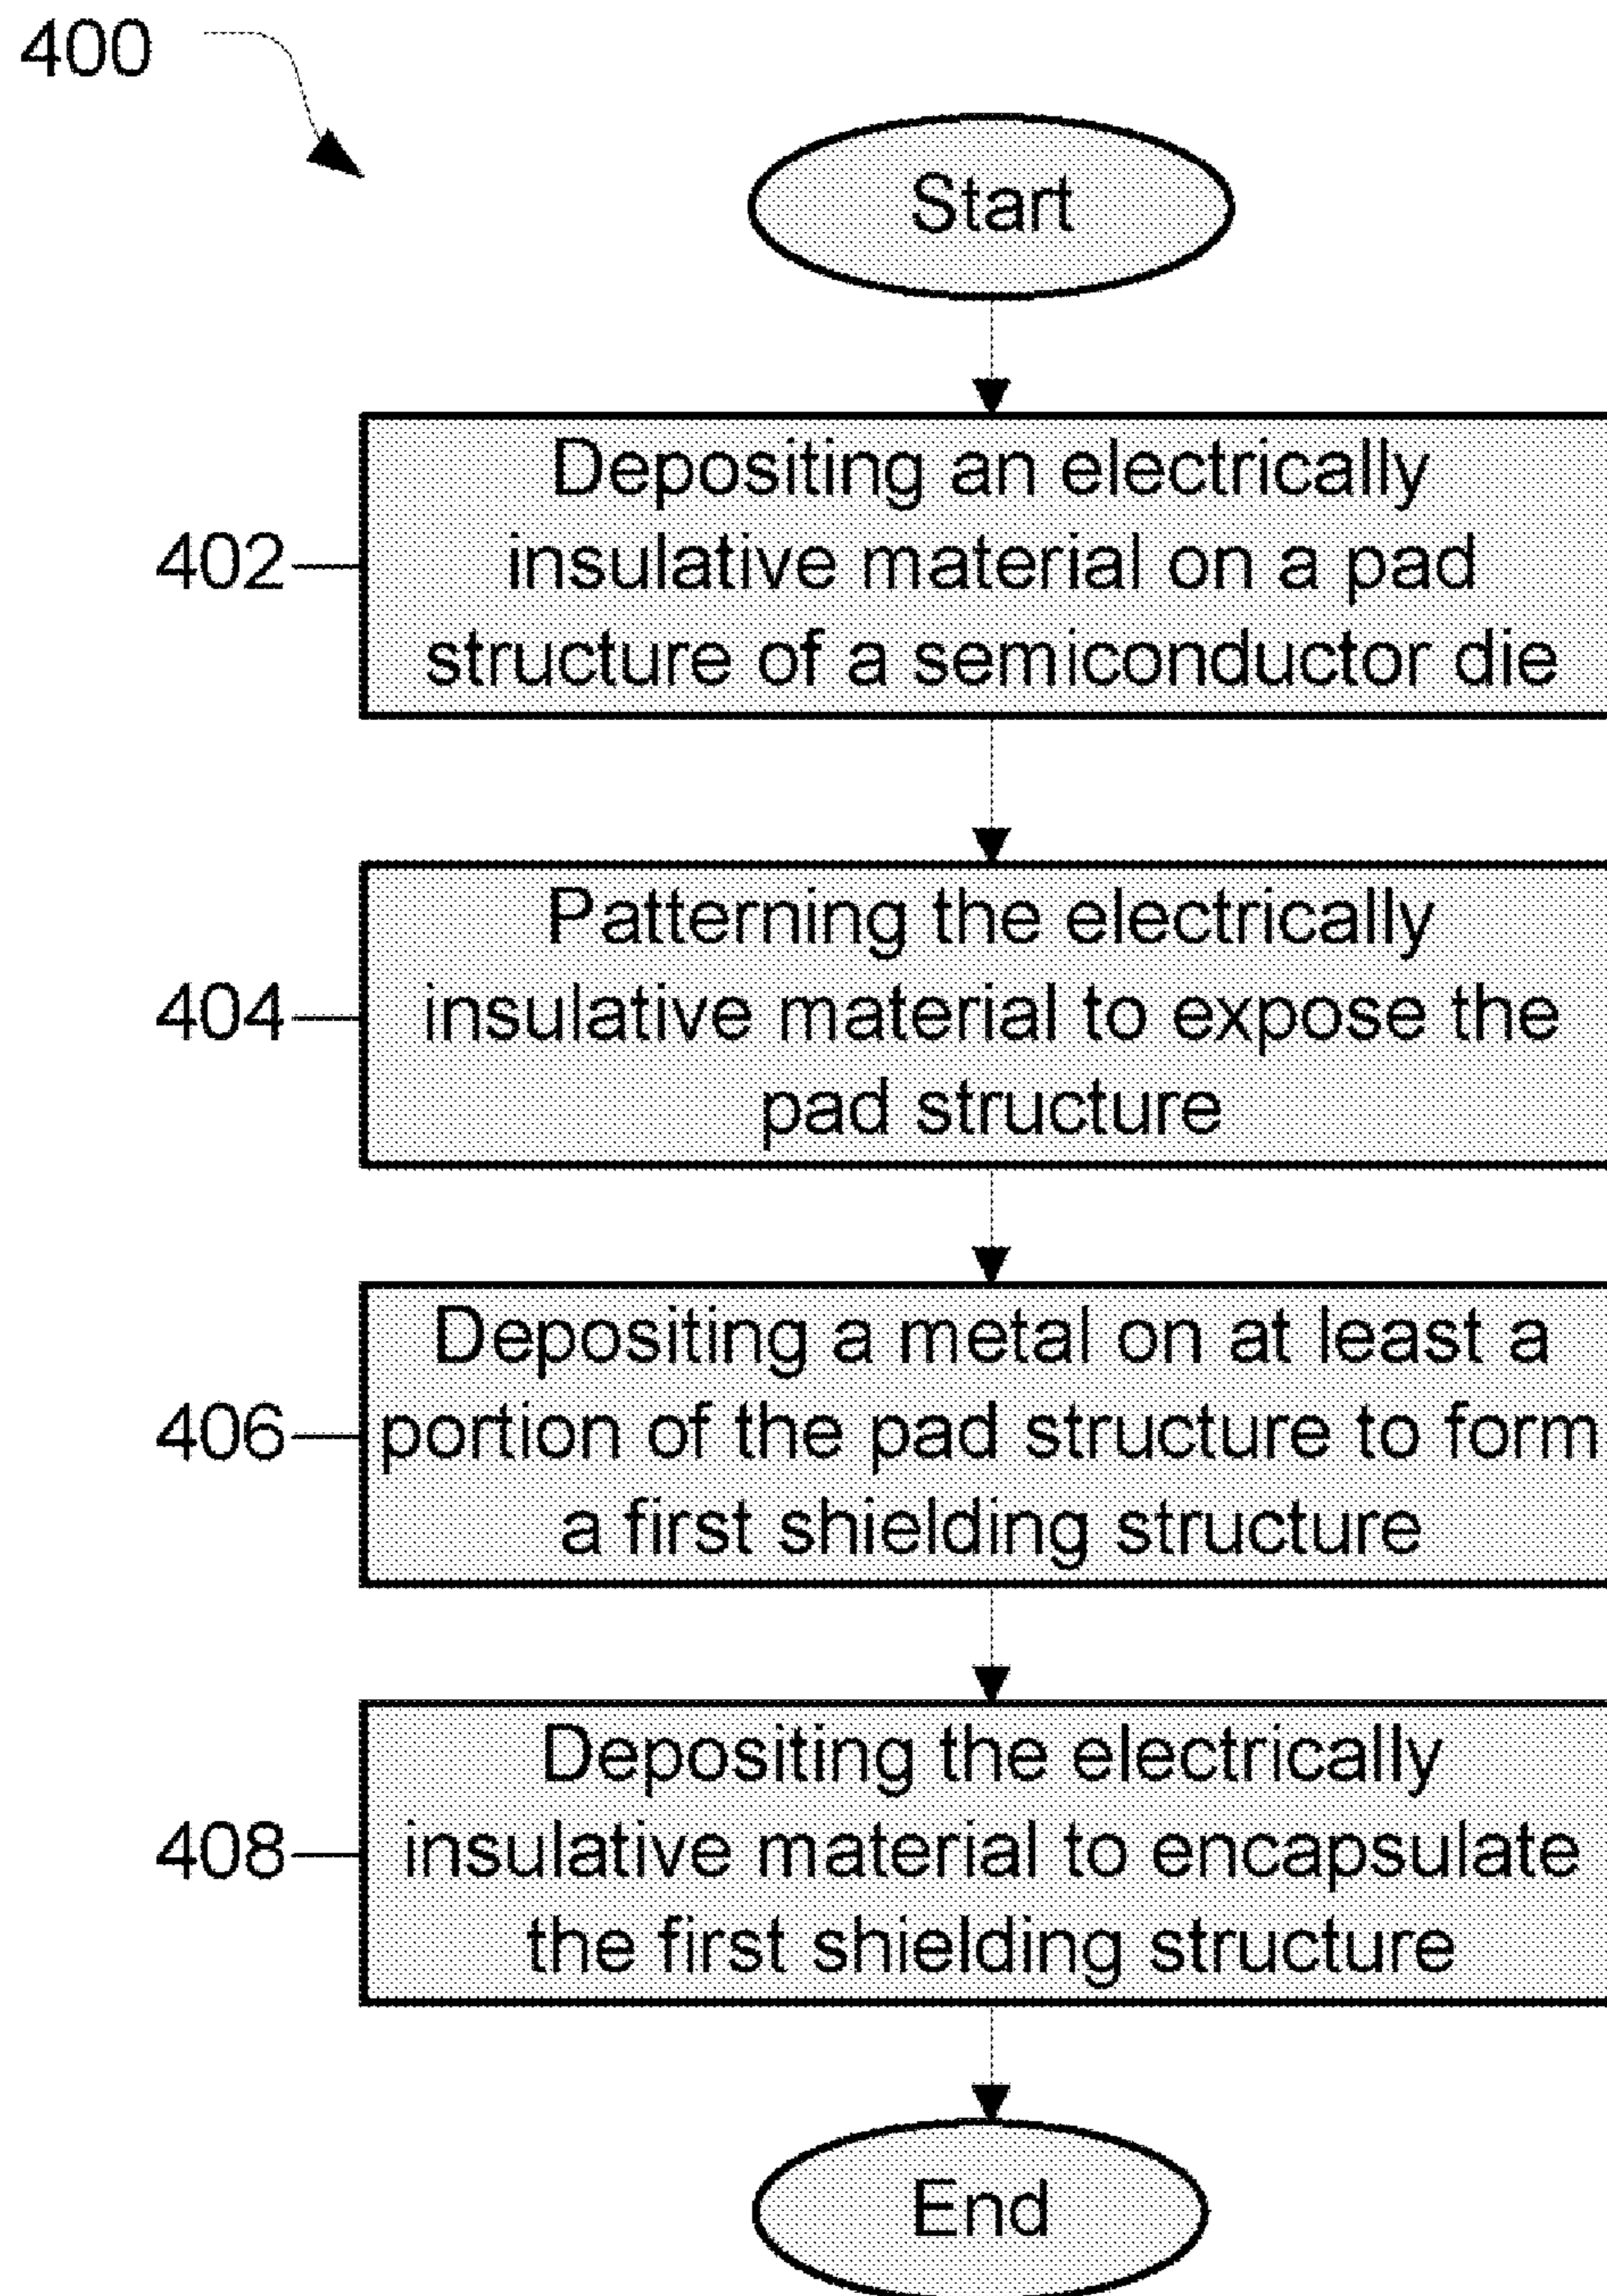 400
Start
402
Depositing an electrically
insulative material on a pad
structure of a semiconductor die
404
Patterning the electrically
insulative material to expose the
pad structure
406
Depositing a metal on at least a
portion of the pad structure to form
a first shielding structure
408
Depositing the electrically
insulative material to encapsulate
the first shielding structure
End